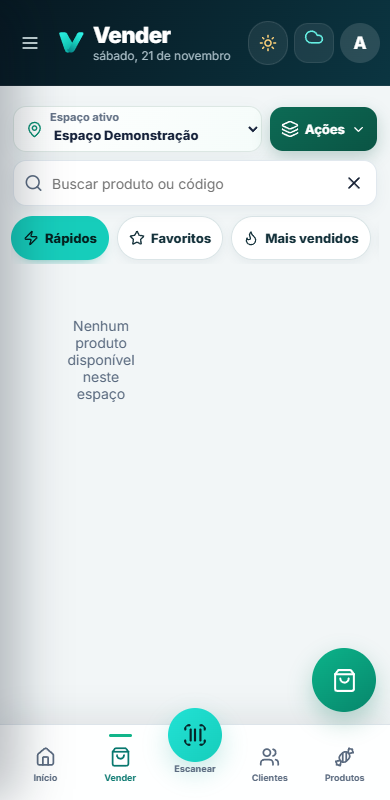 Vender
sábado, 21 de novembro
A
Espaço ativo
Espaço Demonstração
Ações
Buscar produto ou código
Rápidos
Favoritos
Mais vendidos
Nenhum
produto
disponível
neste
espaço
Início
Vender
Escanear
Clientes
Produtos